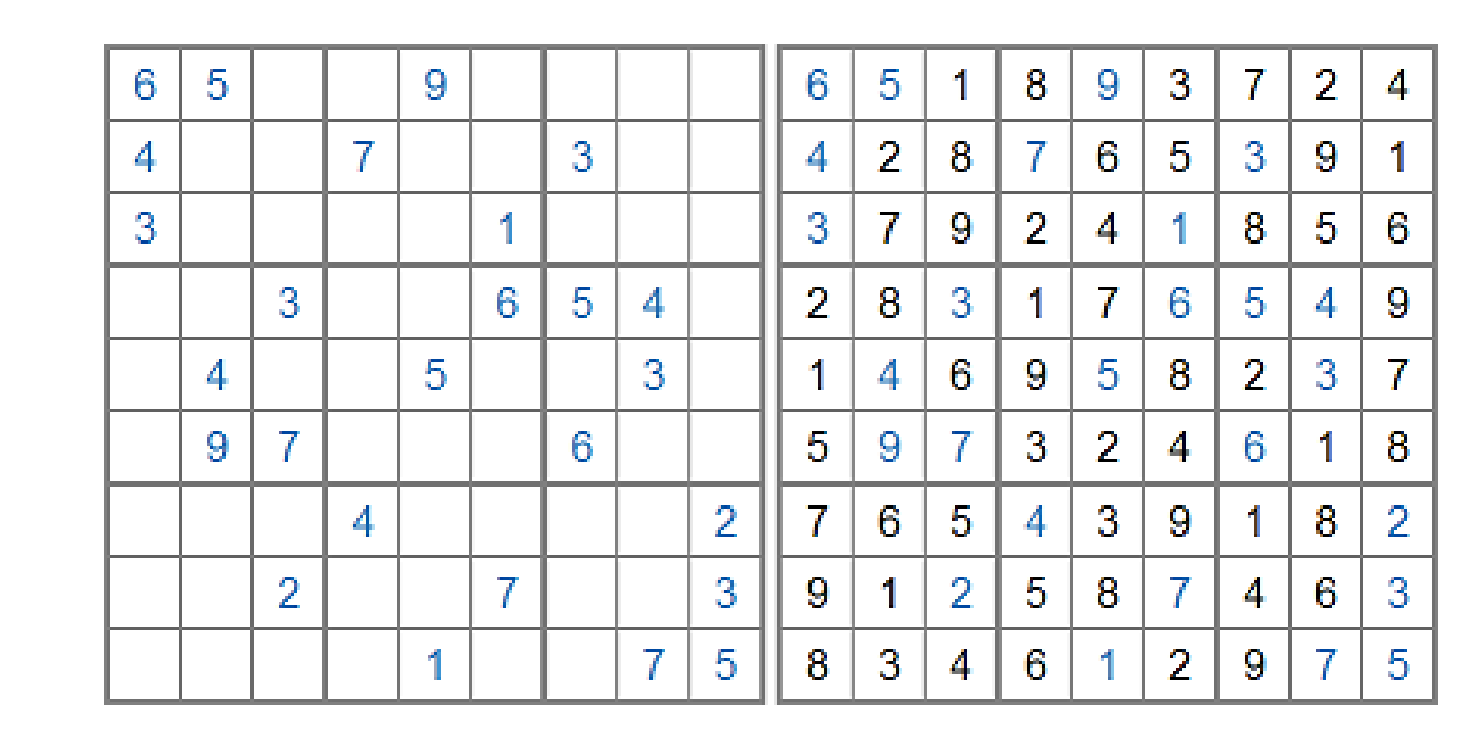 6 5 9 6 5 1 8 9 3 7 2 4
4 7 3 4 2 8 7 6 5 3 9 1
3 1 3 7 9 2 4 1 8 5 6
3 6 5 4 2 8 3 1 7 6 5 4 9
4 5 3 1 4 6 9 5 8 2 3 7
9 7 6 5 9 7 3 2 4 6 1 8
4 2 7 6 5 4 3 9 1 8 2
2 7 3 9 1 2 5 8 7 4 6 3
1 7 5 8 3 4 6 1 2 9 7 5